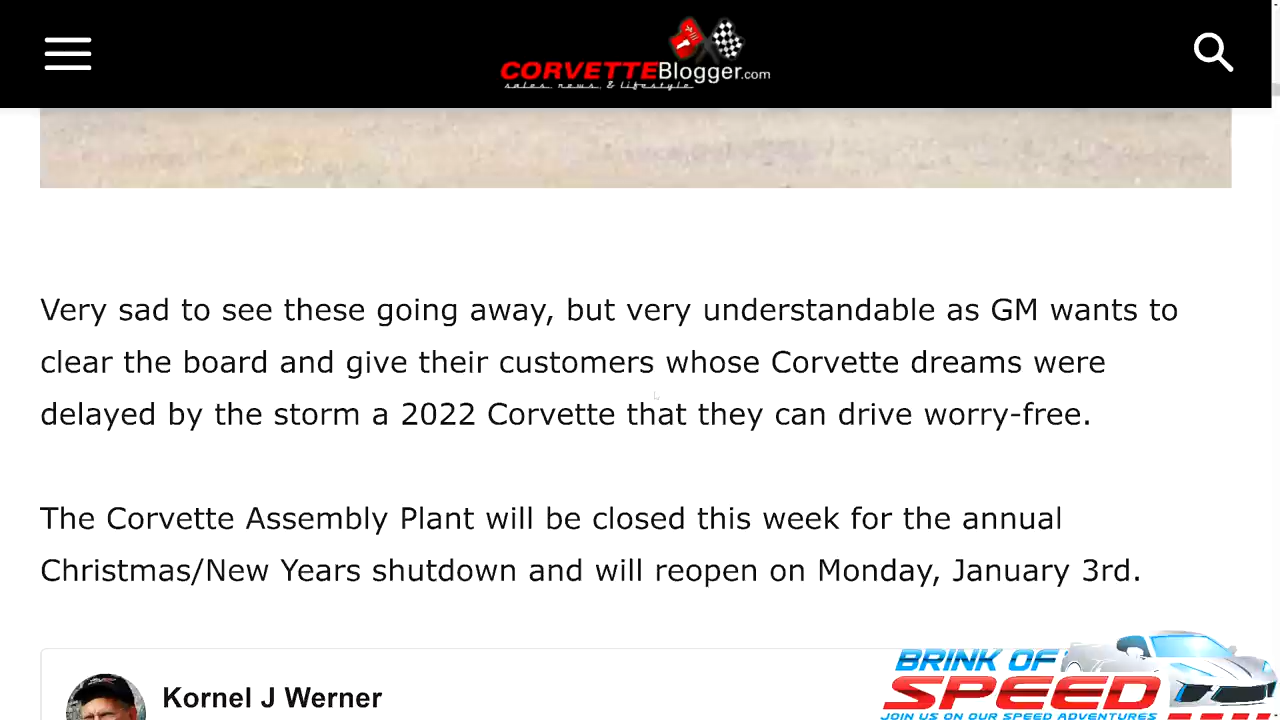 CORVETTEBlogger.com
sales, news, & lifestyle
Very sad to see these going away, but very understandable as GM wants to
clear the board and give their customers whose Corvette dreams were
delayed by the storm a 2022 Corvette that they can drive worry-free.
The Corvette Assembly Plant will be closed this week for the annual
Christmas/New Years shutdown and will reopen on Monday, January 3rd.
Kornel J Werner
BRINK OF
SPEED
JOIN US ON OUR SPEED ADVENTURES